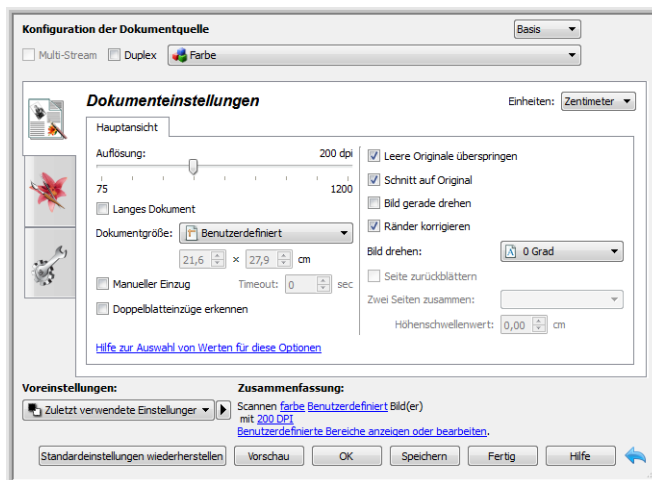 Konfiguration der Dokumentquelle
Basis
Multi-Stream
Duplex
Farbe
Dokumenteinstellungen
Einheiten: Zentimeter
Hauptansicht
Auflösung: 200 dpi
75 1200
Langes Dokument
Dokumentgröße: Benutzerdefiniert
21,6 × 27,9 cm
Manueller Einzug Timeout: 0 sec
Doppelblatteinzüge erkennen
Hilfe zur Auswahl von Werten für diese Optionen
Leere Originale überspringen
Schnitt auf Original
Bild gerade drehen
Ränder korrigieren
Bild drehen: 0 Grad
Seite zurückblättern
Zwei Seiten zusammen:
Höhenschwellenwert: 0,00 cm
Voreinstellungen:
Zuletzt verwendete Einstellunger
Zusammenfassung:
Scannen farbe Benutzerdefiniert Bild(er)
mit 200 DPI
Benutzerdefinierte Bereiche anzeigen oder bearbeiten.
Standardeinstellungen wiederherstellen
Vorschau
OK
Speichern
Fertig
Hilfe